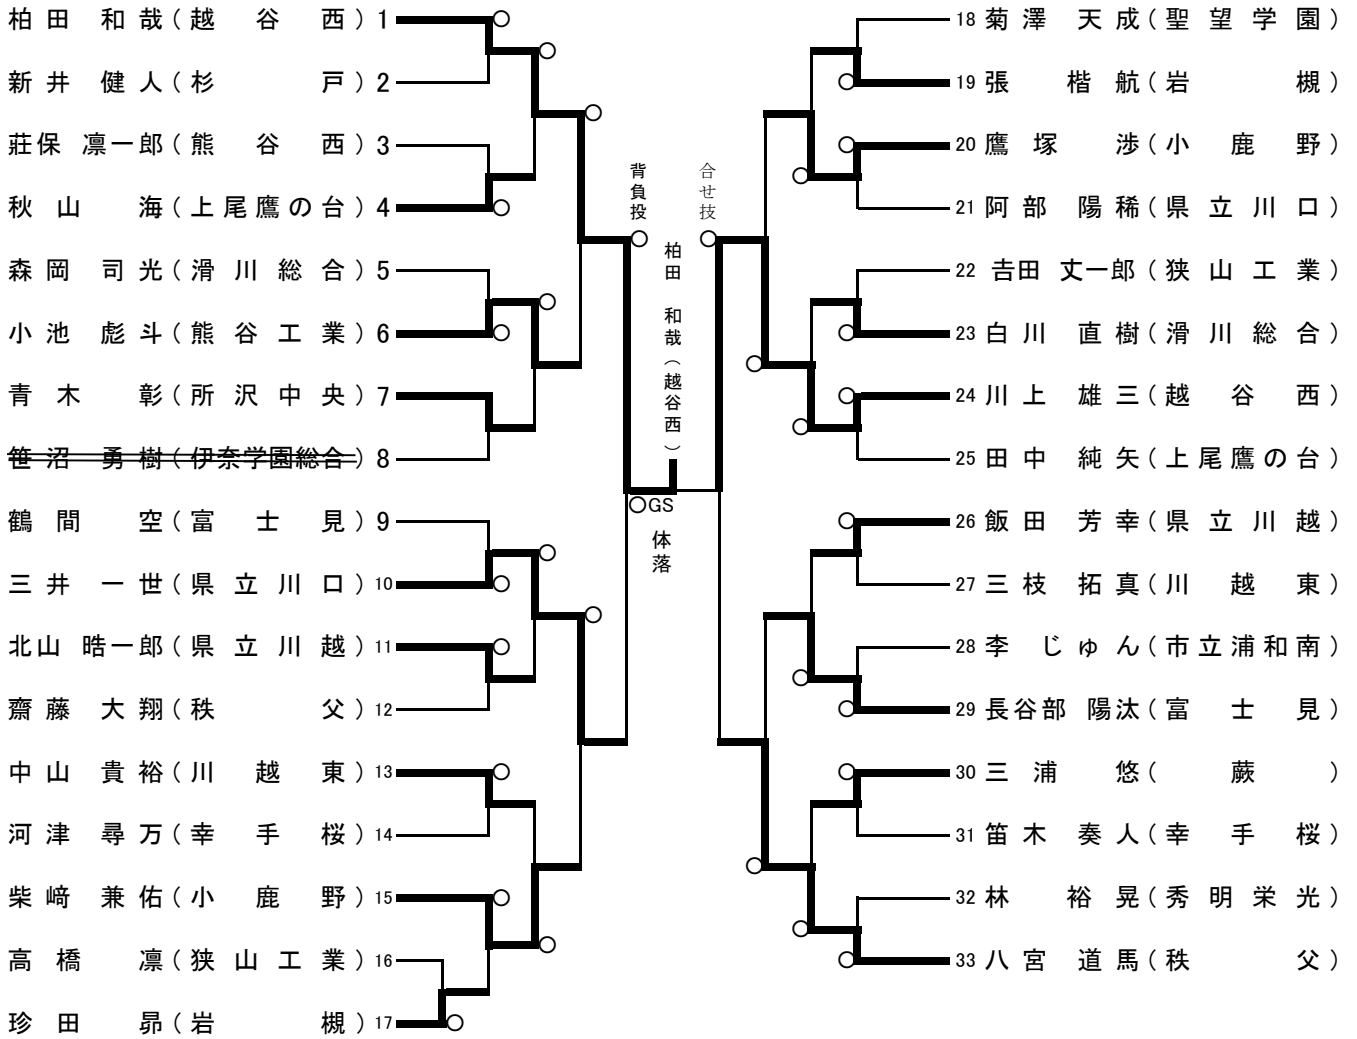 柏田 和哉（越谷西）1
新井 健人（杉戸）2
莊保 凛一郎（熊谷西）3
秋山 海（上尾鷹の台）4
森岡 司光（滑川総合）5
小池 彪斗（熊谷工業）6
青木 彰（所沢中央）7
笹沼 勇樹（伊奈学園総合）8
鶴間 空（富士見）9
三井 一世（県立川口）10
北山 晧一郎（県立川越）11
齋藤 大翔（秩父）12
中山 貴裕（川越東）13
河津 尋万（幸手桜）14
柴﨑 兼佑（小鹿野）15
高橋 凛（狭山工業）16
珍田 昴（岩槻）17
背負投
合せ技
柏田 和哉（越谷西）
GS
体落
18 菊澤 天成（聖望学園）
19 張 楷航（岩槻）
20 鷹塚 渉（小鹿野）
21 阿部 陽稀（県立川口）
22 𠮷田 丈一郎（狭山工業）
23 白川 直樹（滑川総合）
24 川上 雄三（越谷西）
25 田中 純矢（上尾鷹の台）
26 飯田 芳幸（県立川越）
27 三枝 拓真（川越東）
28 李 じゅん（市立浦和南）
29 長谷部 陽汰（富士見）
30 三浦 悠（蕨）
31 笛木 奏人（幸手桜）
32 林 裕晃（秀明栄光）
33 八宮 道馬（秩父）